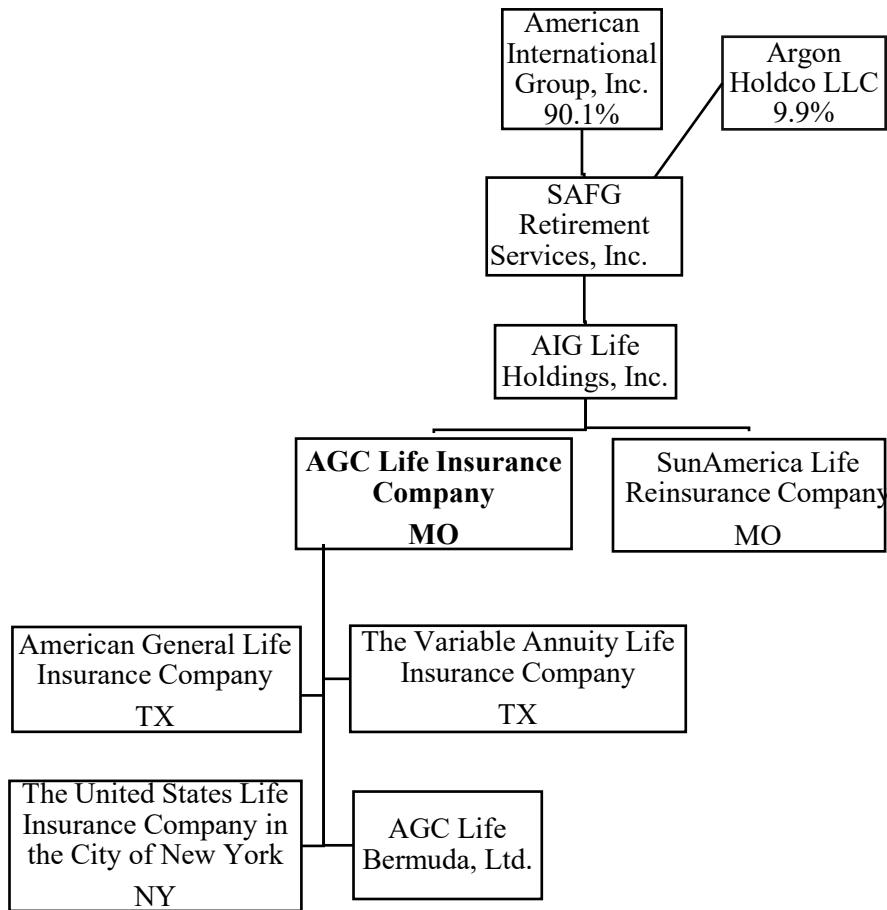 American
International
Group, Inc.
90.1%
Argon
Holdco LLC
9.9%
SAFG
Retirement
Services, Inc.
AIG Life
Holdings, Inc.
AGC Life Insurance
Company
MO
SunAmerica Life
Reinsurance Company
MO
American General Life
Insurance Company
TX
The Variable Annuity Life
Insurance Company
TX
The United States Life
Insurance Company in
the City of New York
NY
AGC Life
Bermuda, Ltd.